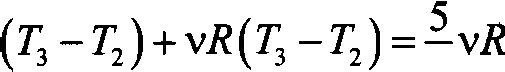 (T₃ − T₂) + νR(T₃ − T₂) = 5/2 νR